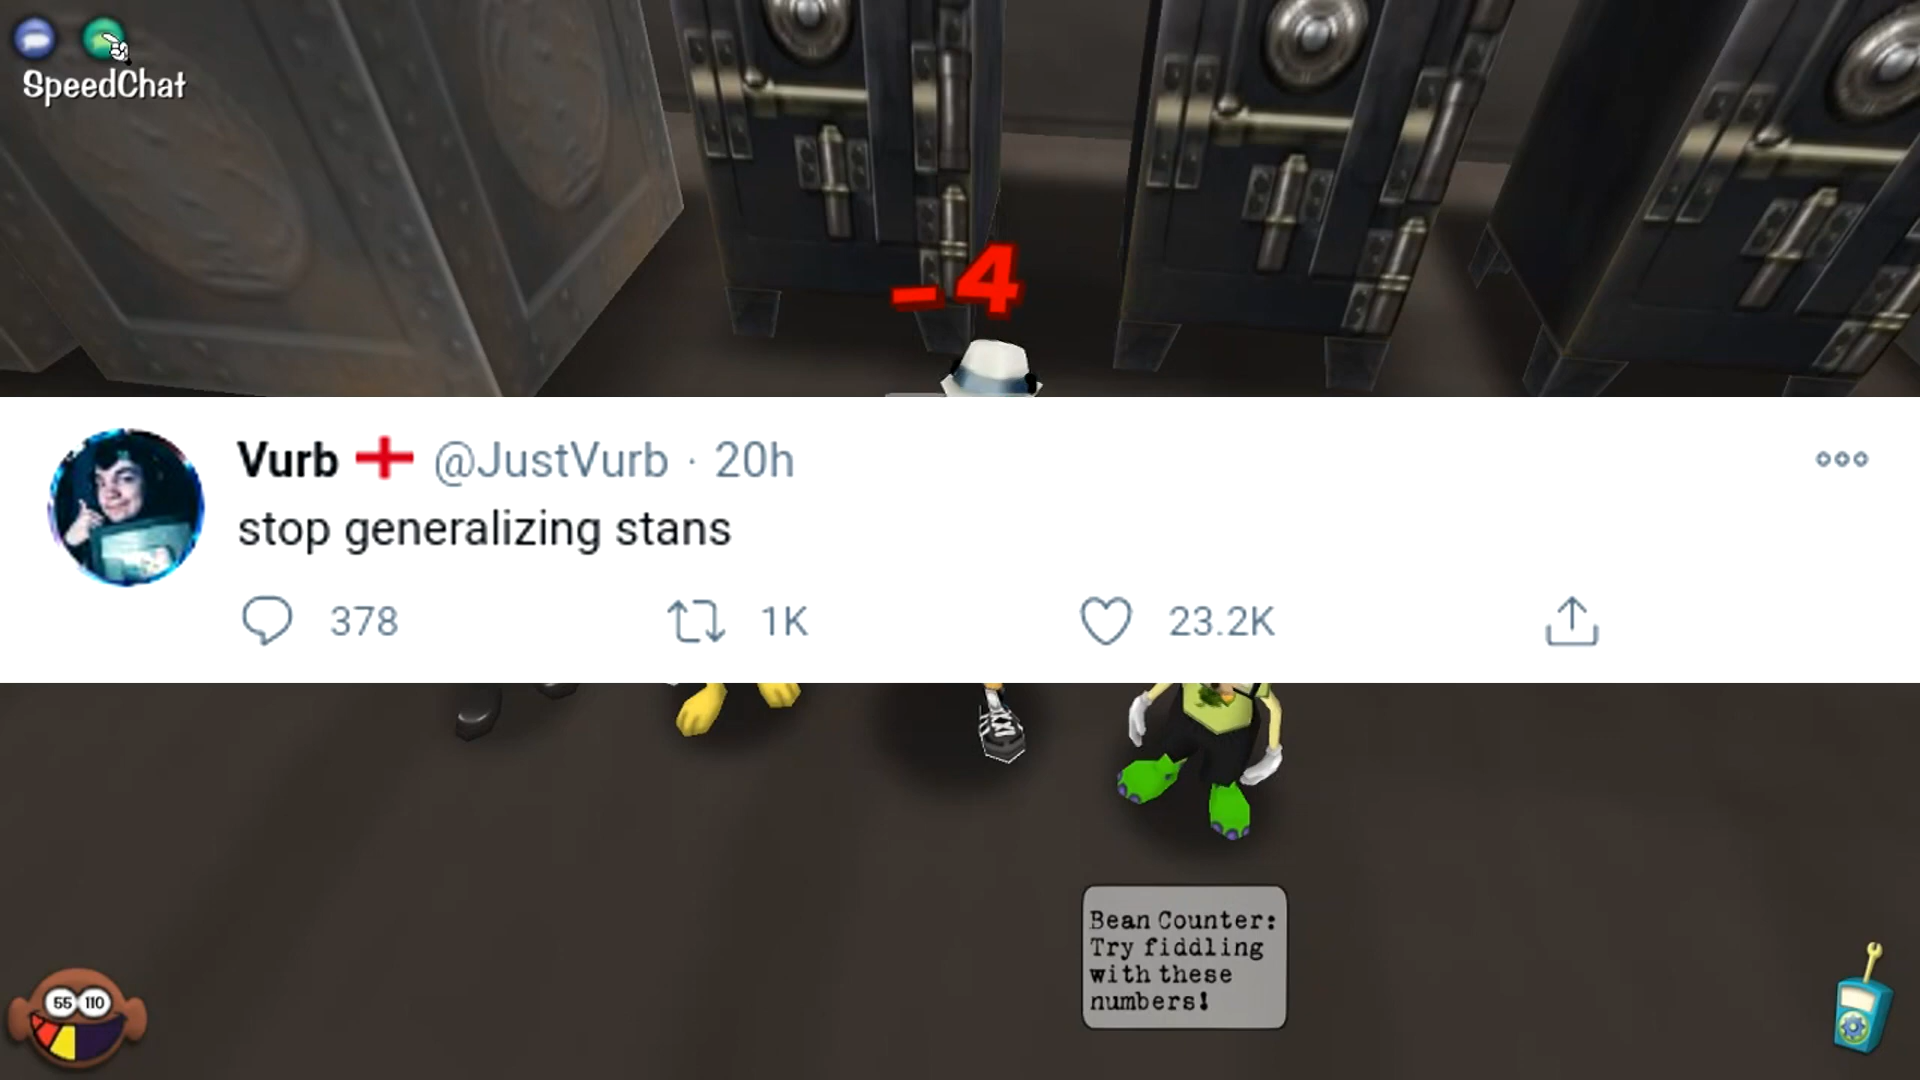 SpeedChat
- 4
Vurb @JustVurb · 20h
stop generalizing stans
378 1K 23.2K
Bean Counter:
Try fiddling
with these
numbers!
55 110